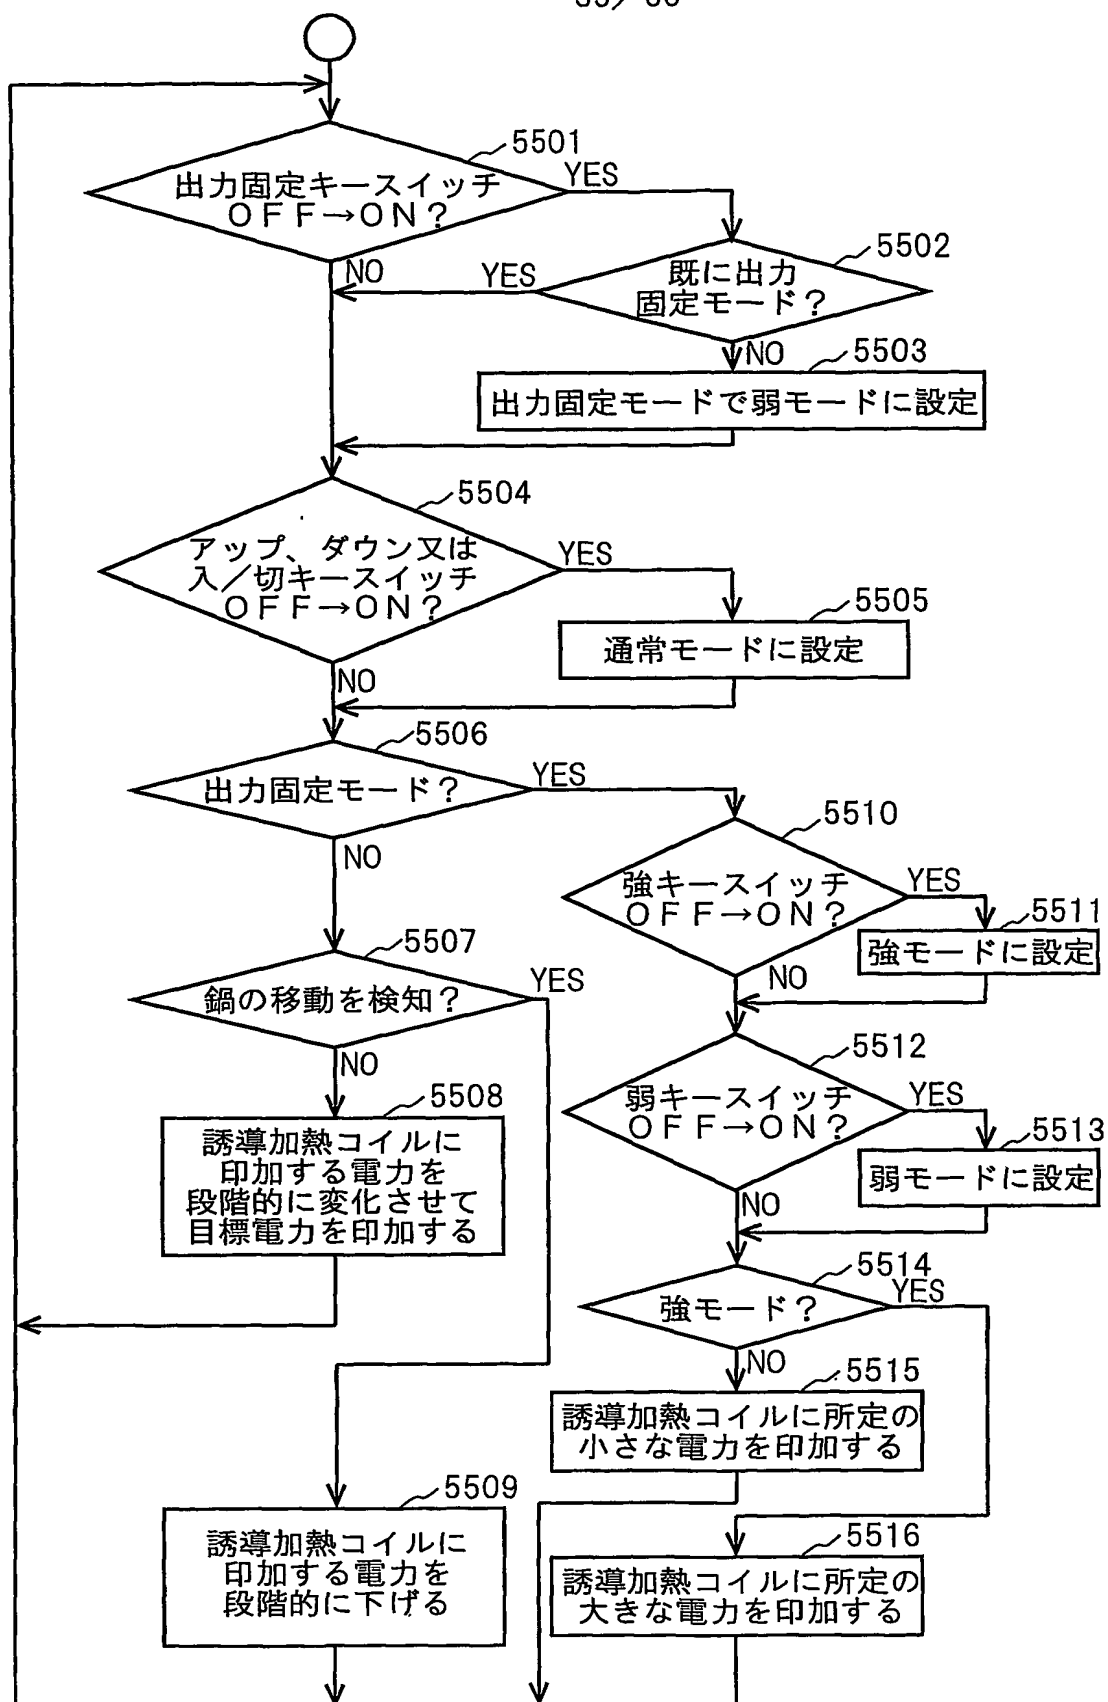 5501
出力固定キースイッチ
OFF→ON?
YES
NO
5502
既に出力
固定モード?
YES
NO
5503
出力固定モードで弱モードに設定
5504
アップ、ダウン又は
入/切キースイッチ
OFF→ON?
YES
NO
5505
通常モードに設定
5506
出力固定モード?
YES
NO
5507
鍋の移動を検知?
YES
NO
5508
誘導加熱コイルに
印加する電力を
段階的に変化させて
目標電力を印加する
5509
誘導加熱コイルに
印加する電力を
段階的に下げる
5510
強キースイッチ
OFF→ON?
YES
NO
5511
強モードに設定
5512
弱キースイッチ
OFF→ON?
YES
NO
5513
弱モードに設定
5514
強モード?
YES
NO
5515
誘導加熱コイルに所定の
小さな電力を印加する
5516
誘導加熱コイルに所定の
大きな電力を印加する